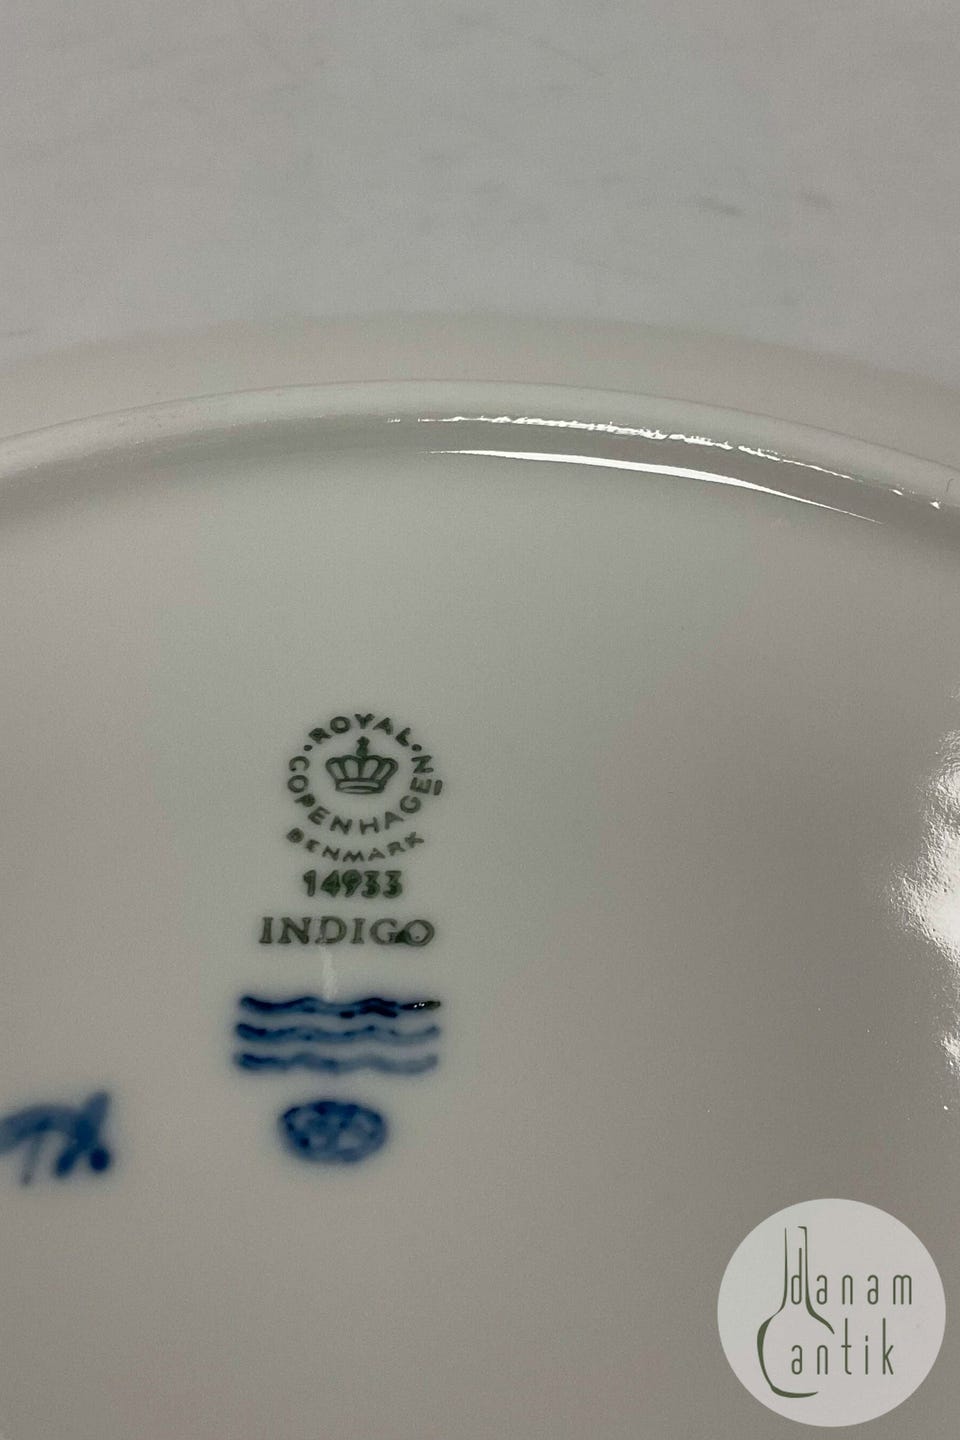 ROYAL
COPENHAGEN
DENMARK
14933
INDIGO
danam
antik